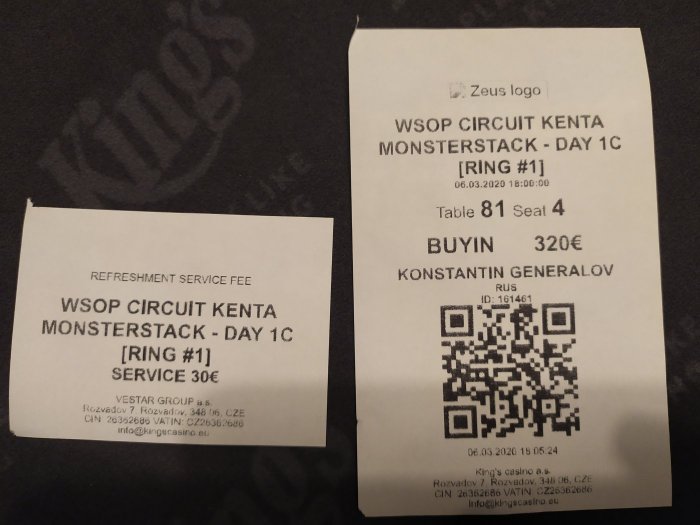 King's
REFRESHMENT SERVICE FEE
WSOP CIRCUIT KENTA
MONSTERSTACK - DAY 1C
[RING #1]
SERVICE 30€
VESTAR GROUP a.s.
Rozvadov 7, Rozvadov, 348 06, CZE
CIN: 26362686 VATIN: CZ26362686
info@kingscasino.eu
Zeus logo
WSOP CIRCUIT KENTA
MONSTERSTACK - DAY 1C
[RING #1]
06.03.2020 18:00:00
Table 81 Seat 4
BUYIN 320€
KONSTANTIN GENERALOV
RUS
ID: 161461
06.03.2020 18:05:24
King's casino a.s.
Rozvadov 7, Rozvadov, 348 06, CZE
CIN: 26362686 VATIN: CZ26362686
info@kingscasino.eu